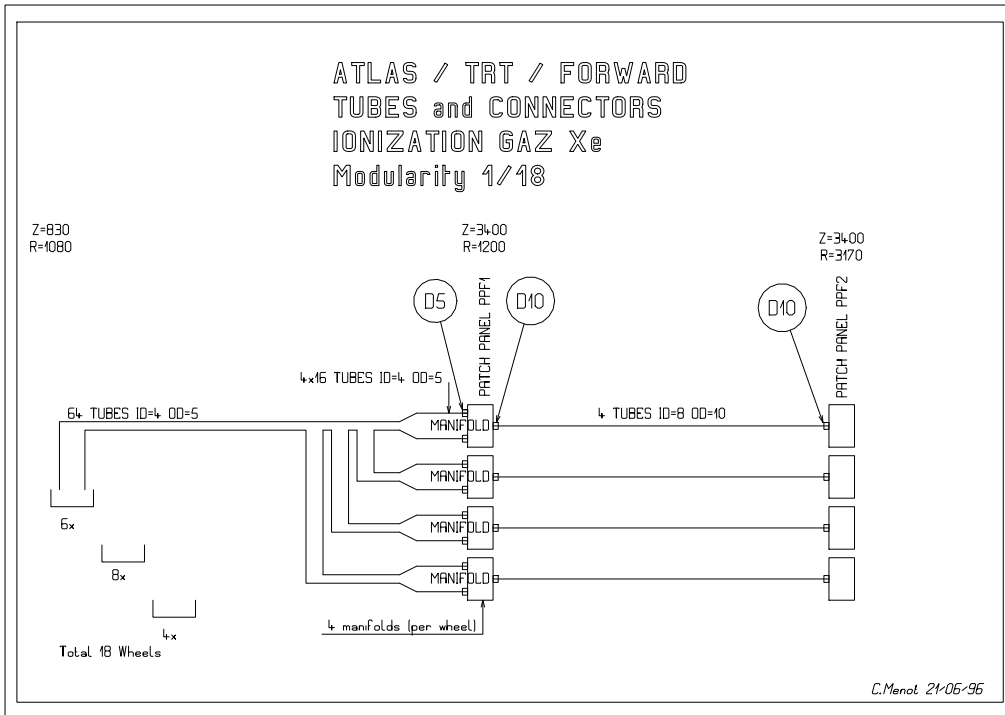 ATLAS / TRT / FORWARD
TUBES and CONNECTORS
IONIZATION GAZ Xe
Modularity 1/18
Z=830
R=1080
Z=3400
R=1200
Z=3400
R=3170
D5
D10
D10
PATCH PANEL PPF1
PATCH PANEL PPF2
4x16 TUBES ID=4 OD=5
64 TUBES ID=4 OD=5
4 TUBES ID=8 OD=10
MANIFOLD
MANIFOLD
MANIFOLD
MANIFOLD
6x
8x
4x
4 manifolds (per wheel)
Total 18 Wheels
C.Menot 21/06/96